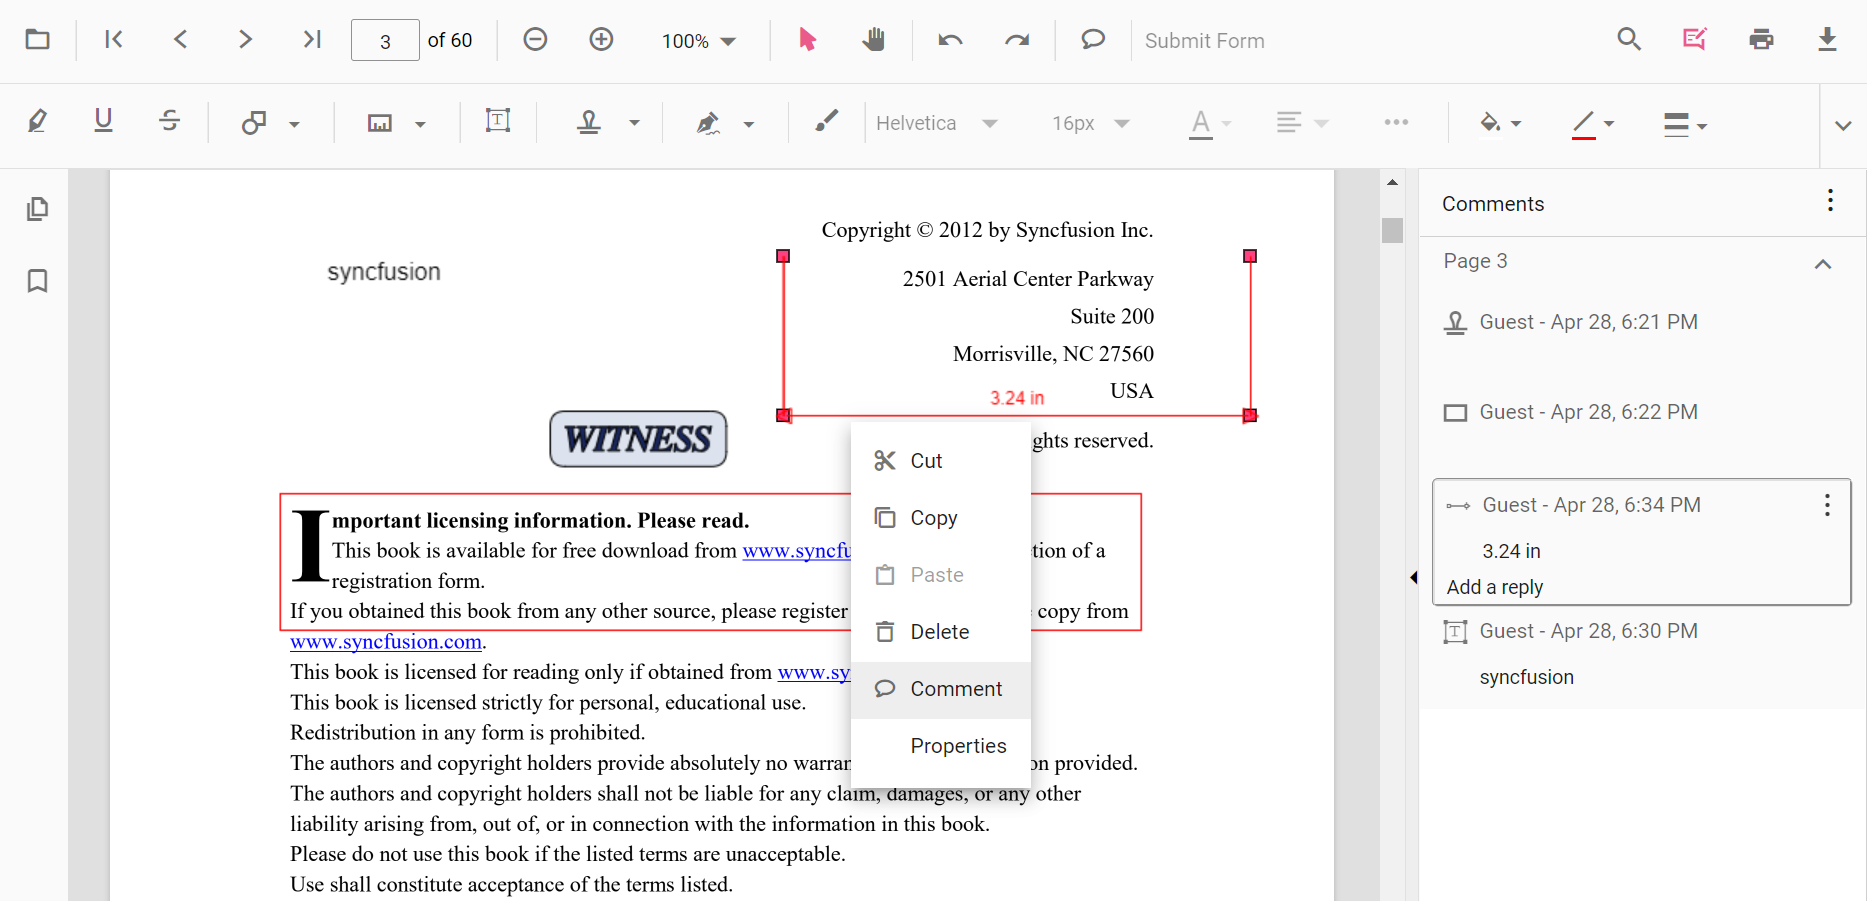 3 of 60 100% Submit Form
Helvetica 16px
Copyright © 2012 by Syncfusion Inc.
syncfusion
2501 Aerial Center Parkway
Suite 200
Morrisville, NC 27560
USA
3.24 in
WITNESS
ghts reserved.
Important licensing information. Please read.
This book is available for free download from www.syncfu tion of a
registration form.
If you obtained this book from any other source, please register copy from
www.syncfusion.com.
This book is licensed for reading only if obtained from www.sy
This book is licensed strictly for personal, educational use.
Redistribution in any form is prohibited.
The authors and copyright holders provide absolutely no warran on provided.
The authors and copyright holders shall not be liable for any claim, damages, or any other
liability arising from, out of, or in connection with the information in this book.
Please do not use this book if the listed terms are unacceptable.
Use shall constitute acceptance of the terms listed.
Cut
Copy
Paste
Delete
Comment
Properties
Comments
Page 3
Guest - Apr 28, 6:21 PM
Guest - Apr 28, 6:22 PM
Guest - Apr 28, 6:34 PM
3.24 in
Add a reply
Guest - Apr 28, 6:30 PM
syncfusion